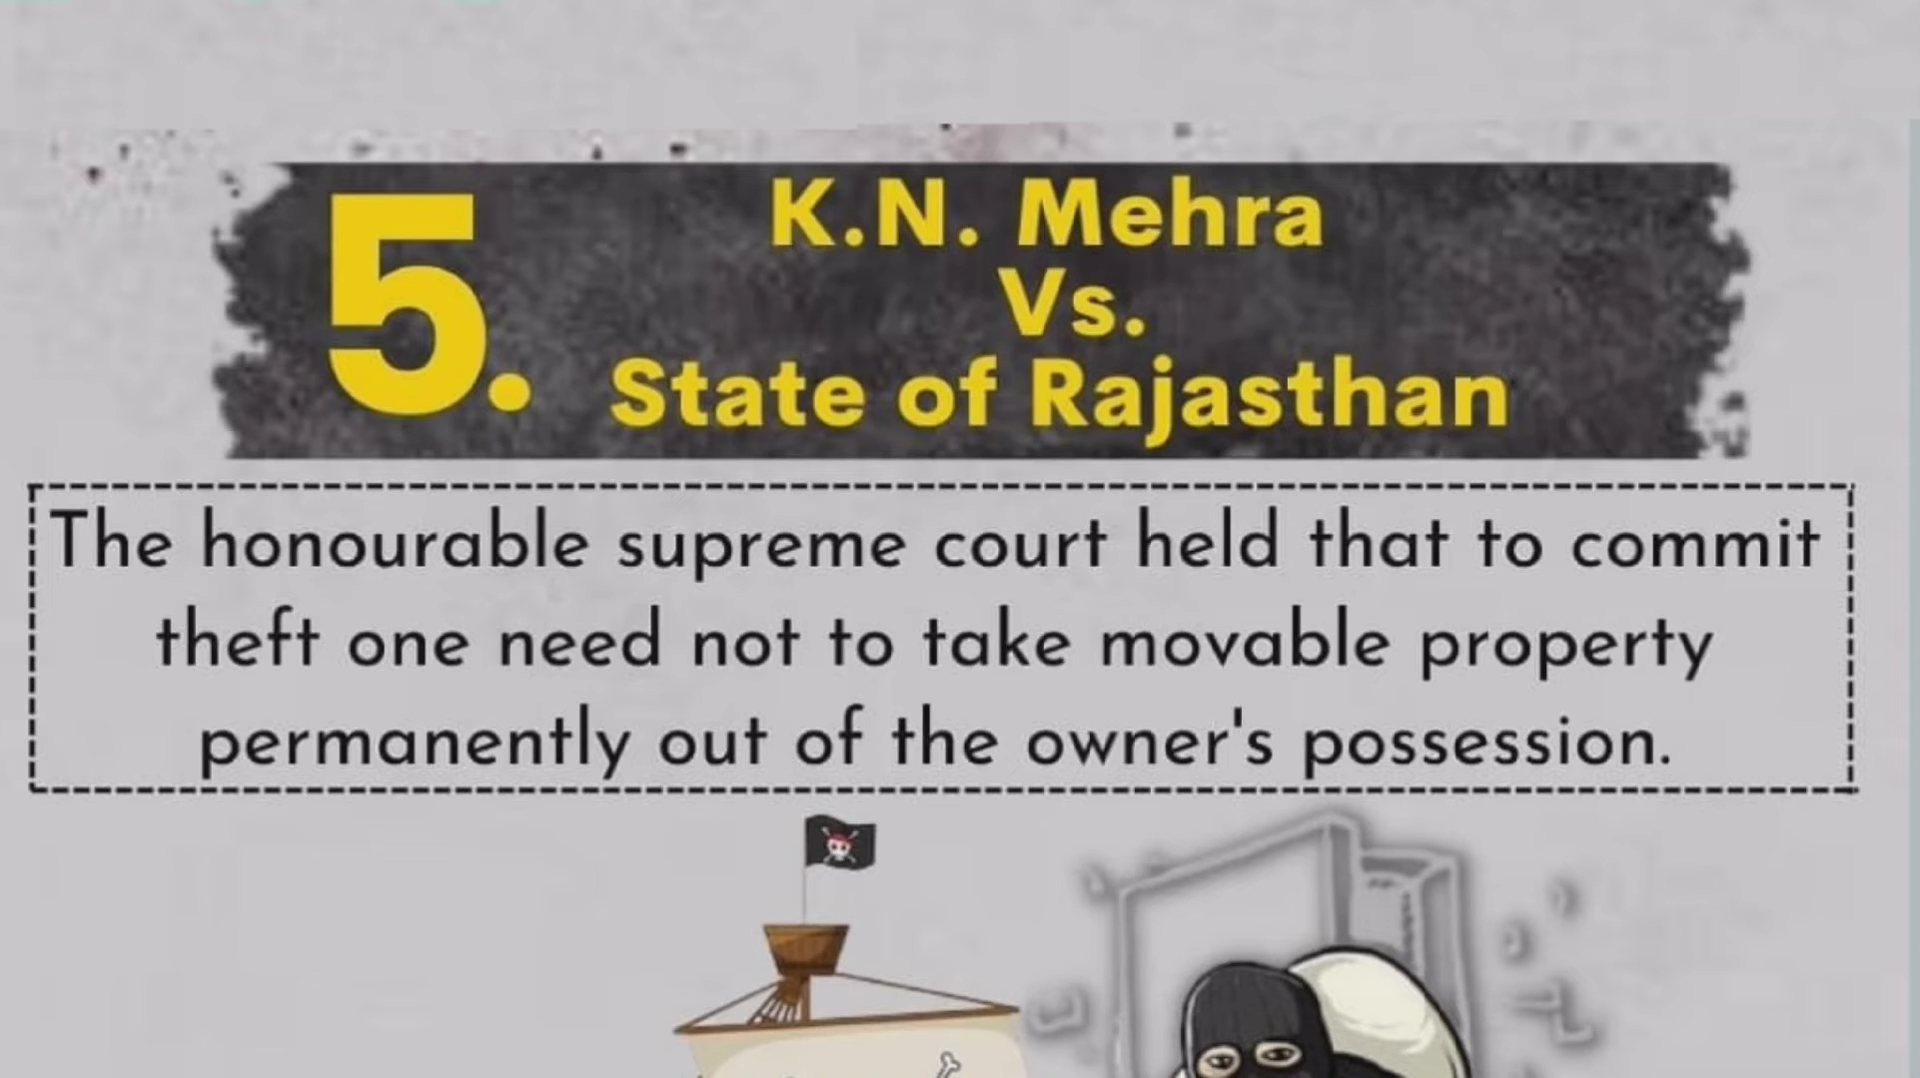 5.
K.N. Mehra
Vs.
State of Rajasthan
The honourable supreme court held that to commit
theft one need not to take movable property
permanently out of the owner's possession.